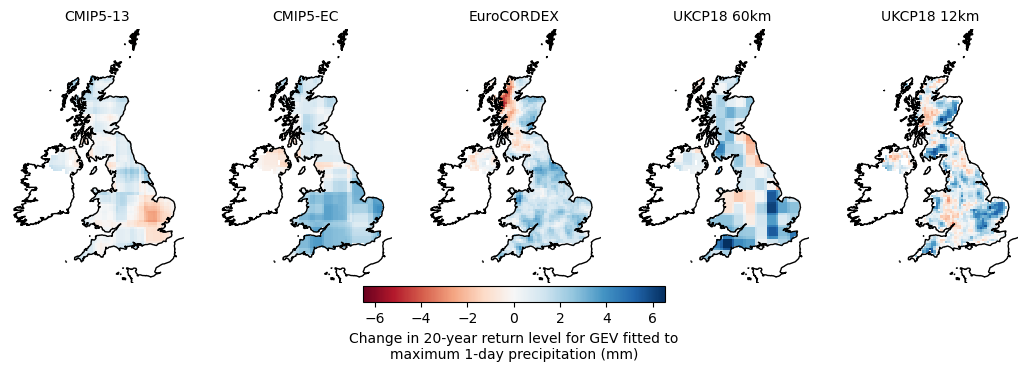 CMIP5-13 CMIP5-EC EuroCORDEX UKCP18 60km UKCP18 12km
−6 −4 −2 0 2 4 6
Change in 20-year return level for GEV fitted to
maximum 1-day precipitation (mm)